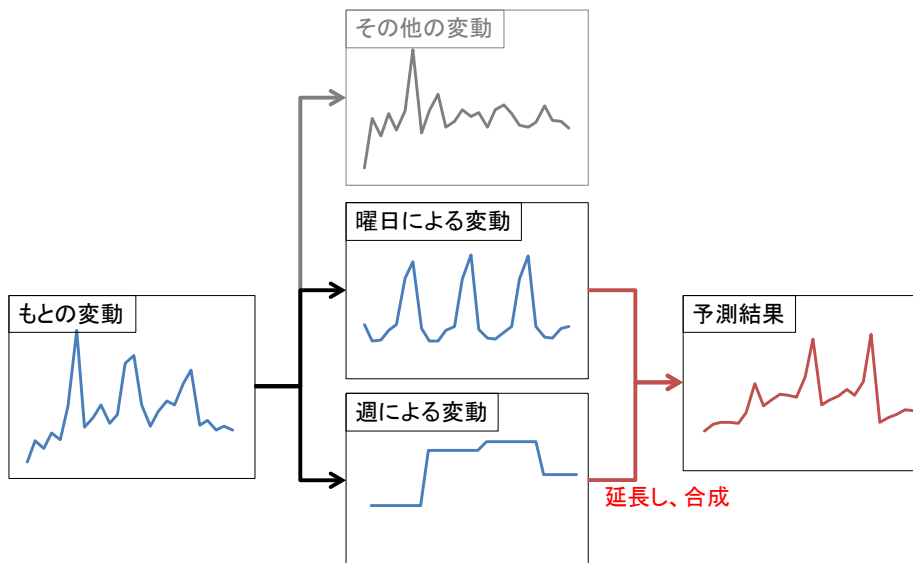 その他の変動
曜日による変動
もとの変動
予測結果
週による変動
延長し、合成